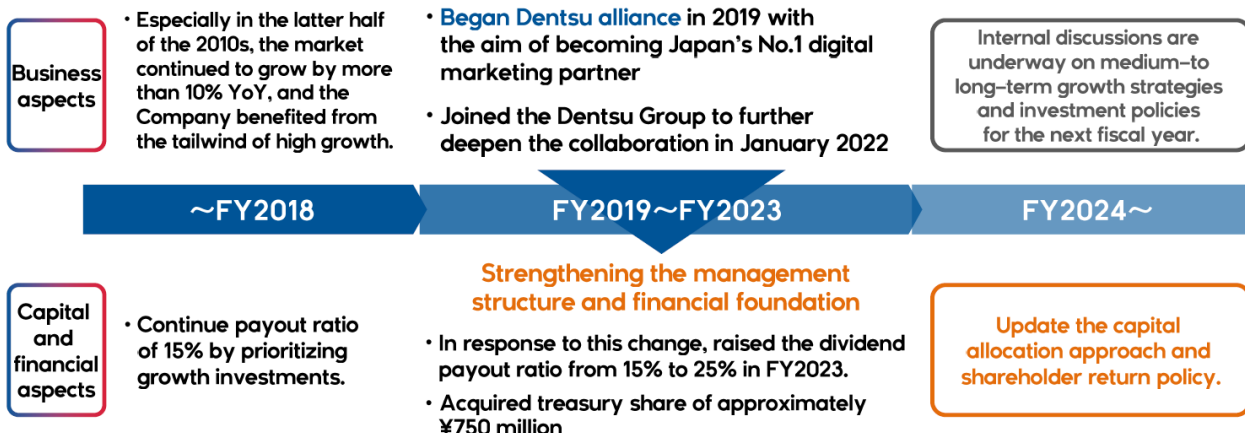 Business
aspects
・Especially in the latter half
of the 2010s, the market
continued to grow by more
than 10% YoY, and the
Company benefited from
the tailwind of high growth.
・Began Dentsu alliance in 2019 with
the aim of becoming Japan's No.1 digital
marketing partner
・Joined the Dentsu Group to further
deepen the collaboration in January 2022
Internal discussions are
underway on medium-to
long-term growth strategies
and investment policies
for the next fiscal year.
～FY2018
FY2019～FY2023
FY2024～
Capital
and
financial
aspects
・Continue payout ratio
of 15% by prioritizing
growth investments.
Strengthening the management
structure and financial foundation
・In response to this change, raised the dividend
payout ratio from 15% to 25% in FY2023.
・Acquired treasury share of approximately
¥750 million
Update the capital
allocation approach and
shareholder return policy.